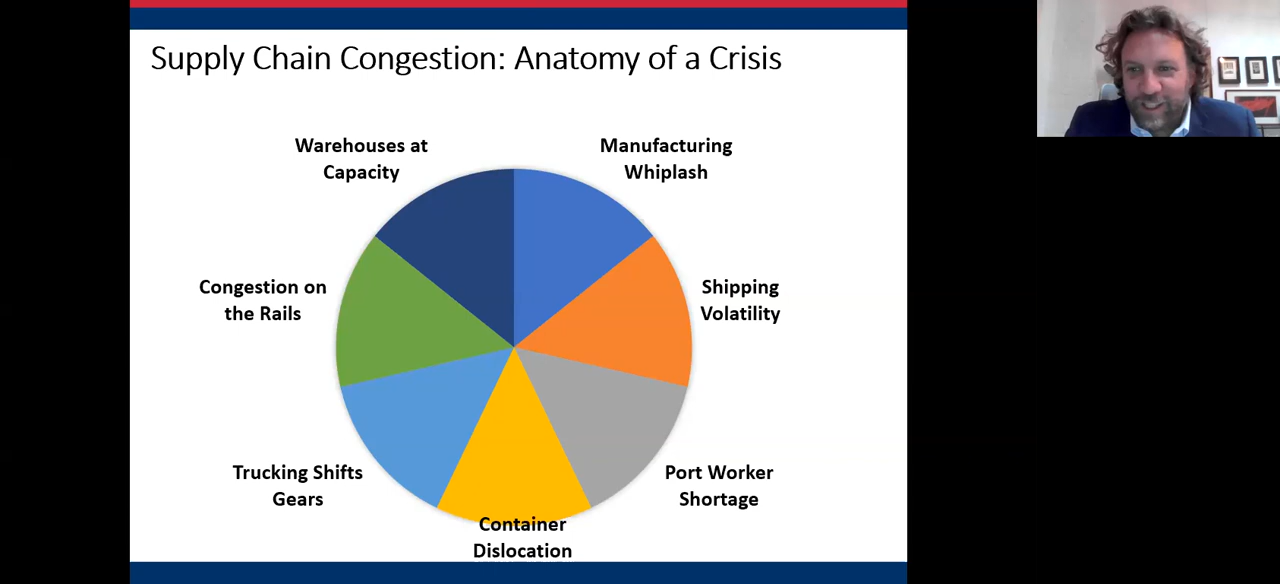 Supply Chain Congestion: Anatomy of a Crisis
Warehouses at
Capacity
Manufacturing
Whiplash
Congestion on
the Rails
Shipping
Volatility
Trucking Shifts
Gears
Port Worker
Shortage
Container
Dislocation